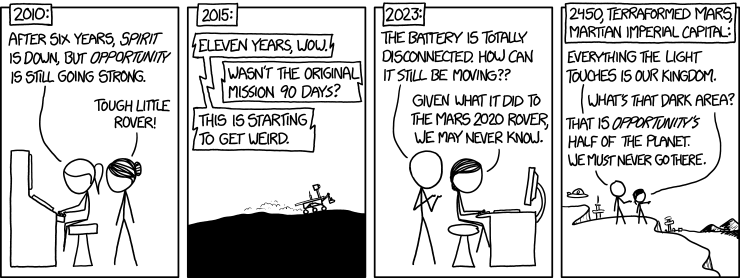 2010:
AFTER SIX YEARS, SPIRIT
IS DOWN, BUT OPPORTUNITY
IS STILL GOING STRONG.
TOUGH LITTLE
ROVER!
2015:
ELEVEN YEARS, WOW.
WASN'T THE ORIGINAL
MISSION 90 DAYS?
THIS IS STARTING
TO GET WEIRD.
2023:
THE BATTERY IS TOTALLY
DISCONNECTED. HOW CAN
IT STILL BE MOVING??
GIVEN WHAT IT DID TO
THE MARS 2020 ROVER,
WE MAY NEVER KNOW.
2450, TERRAFORMED MARS,
MARTIAN IMPERIAL CAPITAL:
EVERYTHING THE LIGHT
TOUCHES IS OUR KINGDOM.
WHAT'S THAT DARK AREA?
THAT IS OPPORTUNITY'S
HALF OF THE PLANET.
WE MUST NEVER GO THERE.